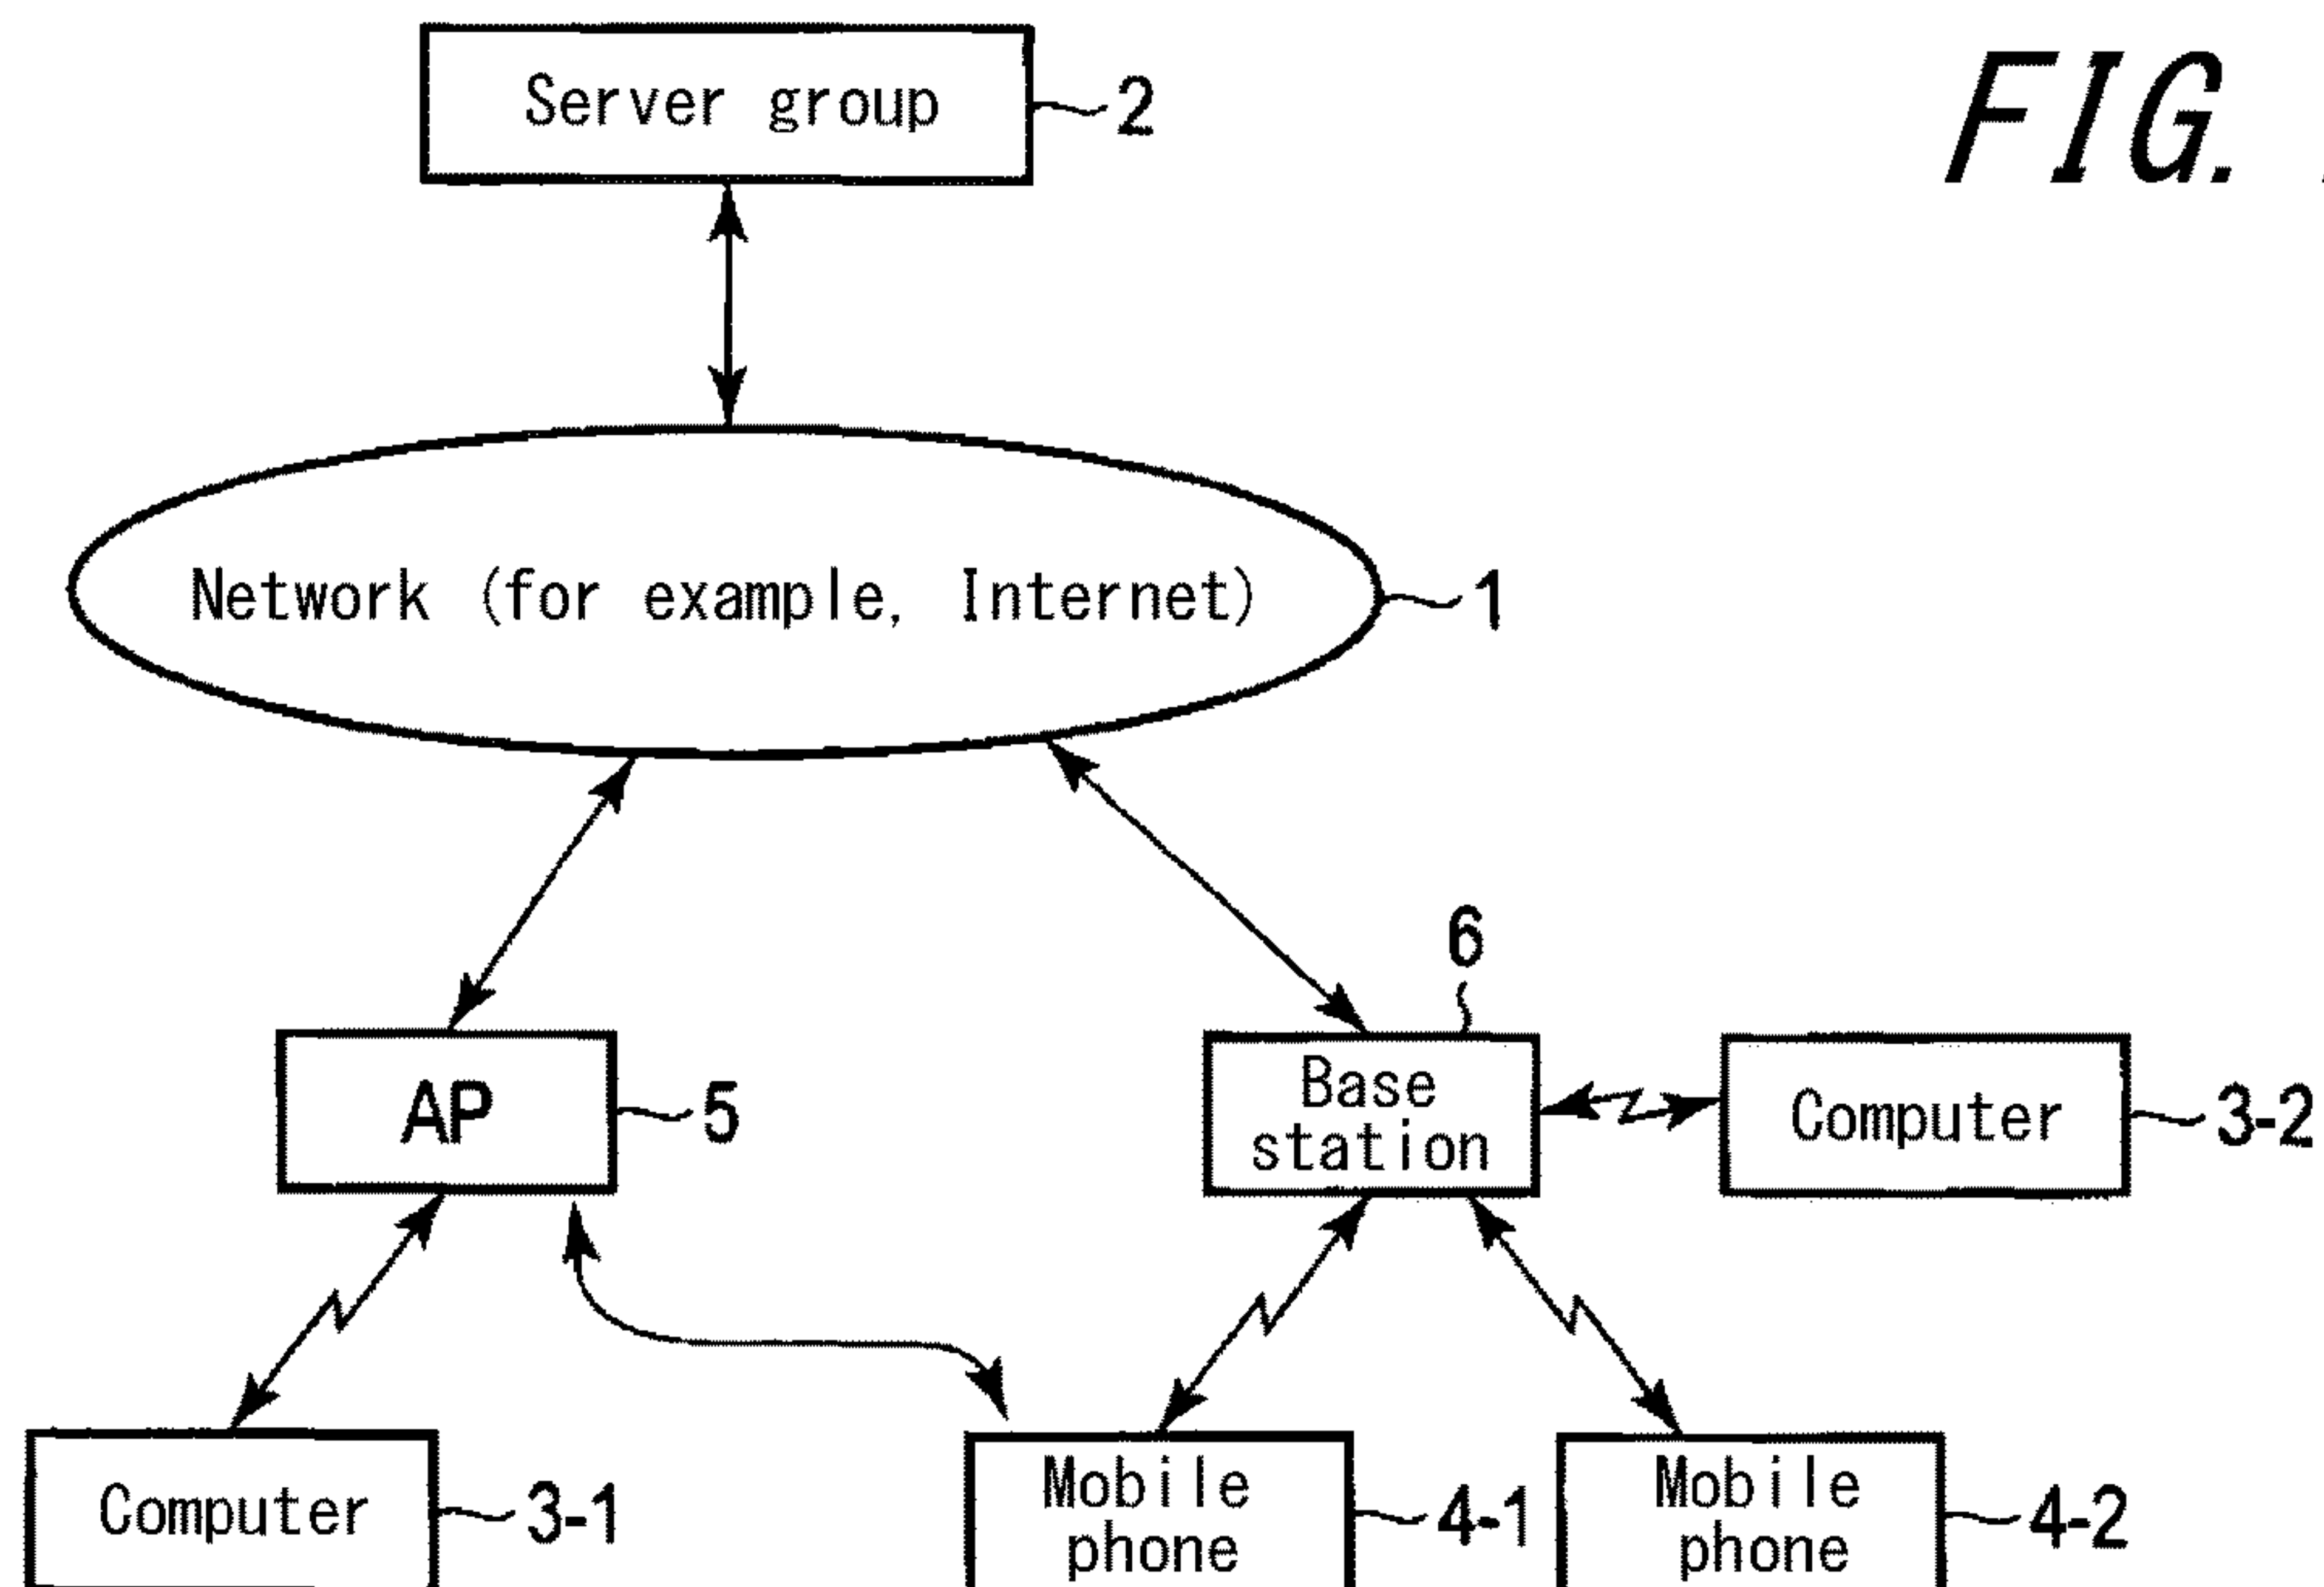 FIG.
Server group
2
Network (for example, Internet)
1
6
AP
5
Base
station
Computer
3-2
Computer
3-1
Mobile
phone
4-1
Mobile
phone
4-2